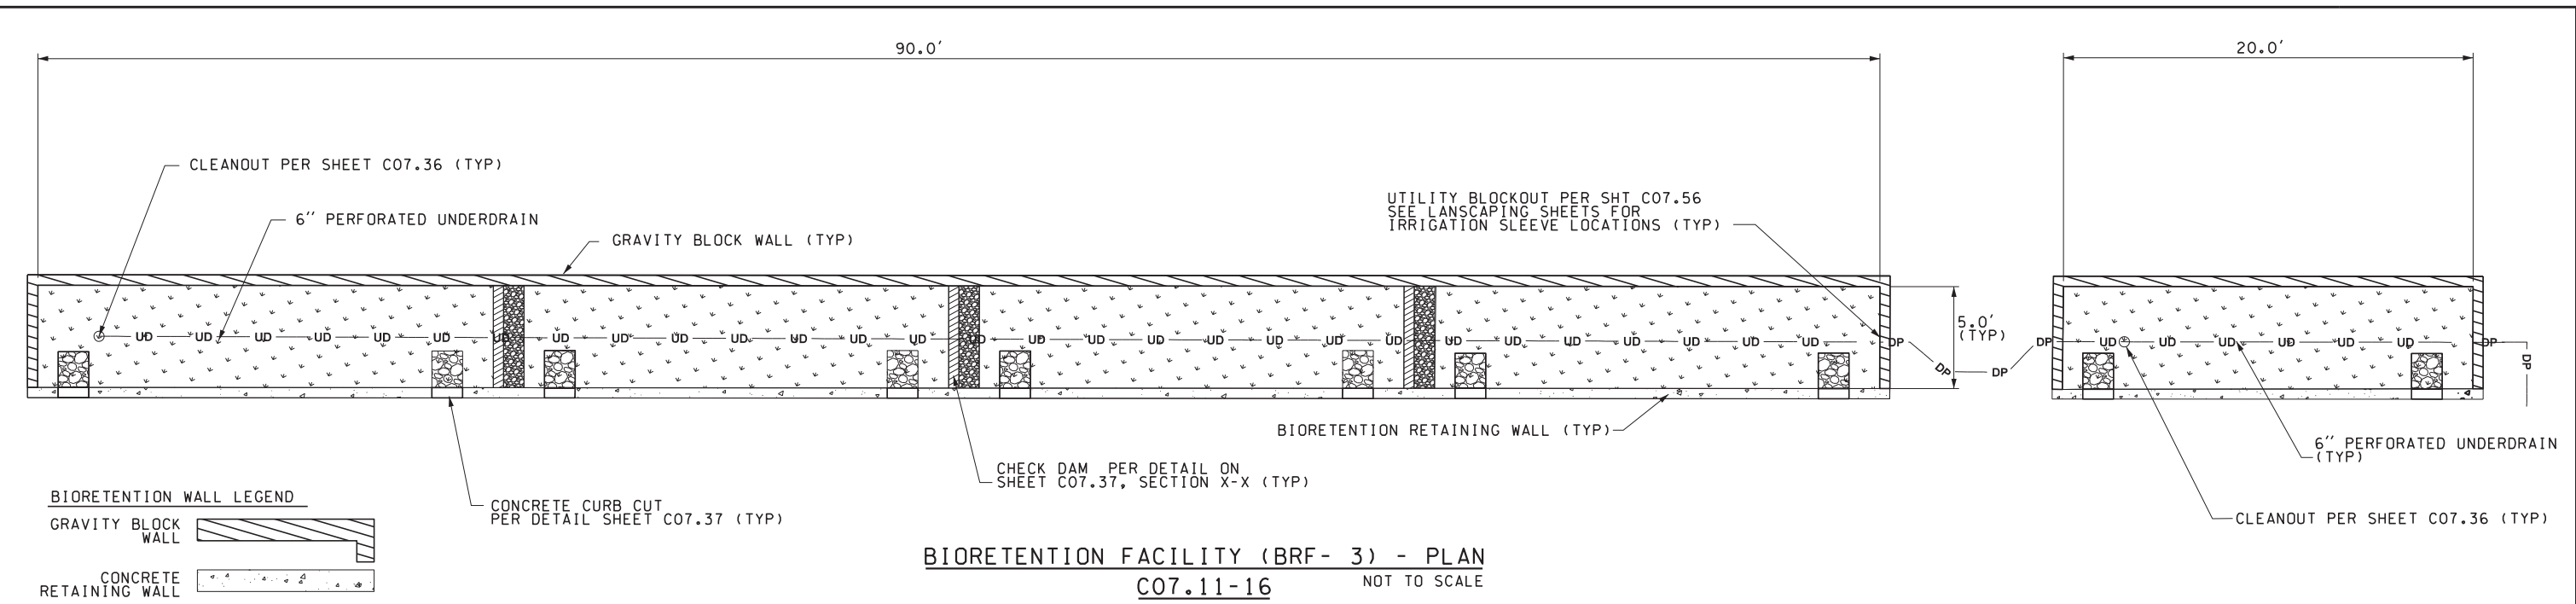 90.0'
20.0'
CLEANOUT PER SHEET C07.36 (TYP)
6'' PERFORATED UNDERDRAIN
GRAVITY BLOCK WALL (TYP)
UTILITY BLOCKOUT PER SHT C07.56
SEE LANSCAPING SHEETS FOR
IRRIGATION SLEEVE LOCATIONS (TYP)
5.0'
(TYP)
UD UD UD UD UD UD UD UD UD UD UD UD UD UD UD UD UD UD UD UD UD UD UD UD UD UD UD UD UD DP
DP
DP
DP
UD UD UD UD UD UD DP
DP
BIORETENTION RETAINING WALL (TYP)
6'' PERFORATED UNDERDRAIN
(TYP)
CHECK DAM PER DETAIL ON
SHEET C07.37, SECTION X-X (TYP)
CONCRETE CURB CUT
PER DETAIL SHEET C07.37 (TYP)
CLEANOUT PER SHEET C07.36 (TYP)
BIORETENTION WALL LEGEND
GRAVITY BLOCK
WALL
CONCRETE
RETAINING WALL
BIORETENTION FACILITY (BRF- 3) - PLAN
C07.11-16
NOT TO SCALE